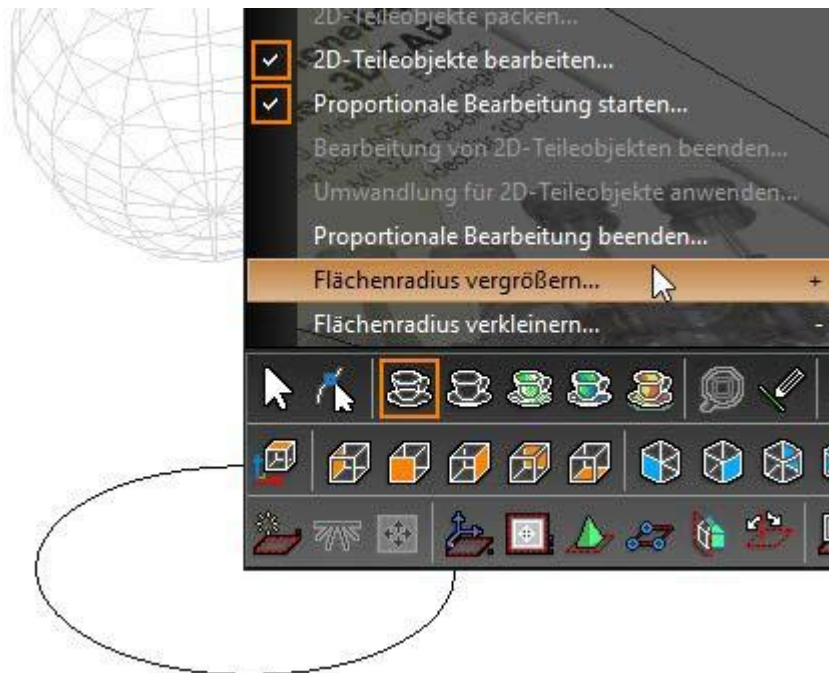 2D-Teileobjekte packen...
2D-Teileobjekte bearbeiten...
Proportionale Bearbeitung starten...
Bearbeitung von 2D-Teileobjekten beenden...
Umwandlung für 2D-Teileobjekte anwenden...
Proportionale Bearbeitung beenden...
Flächenradius vergrößern... +
Flächenradius verkleinern... -